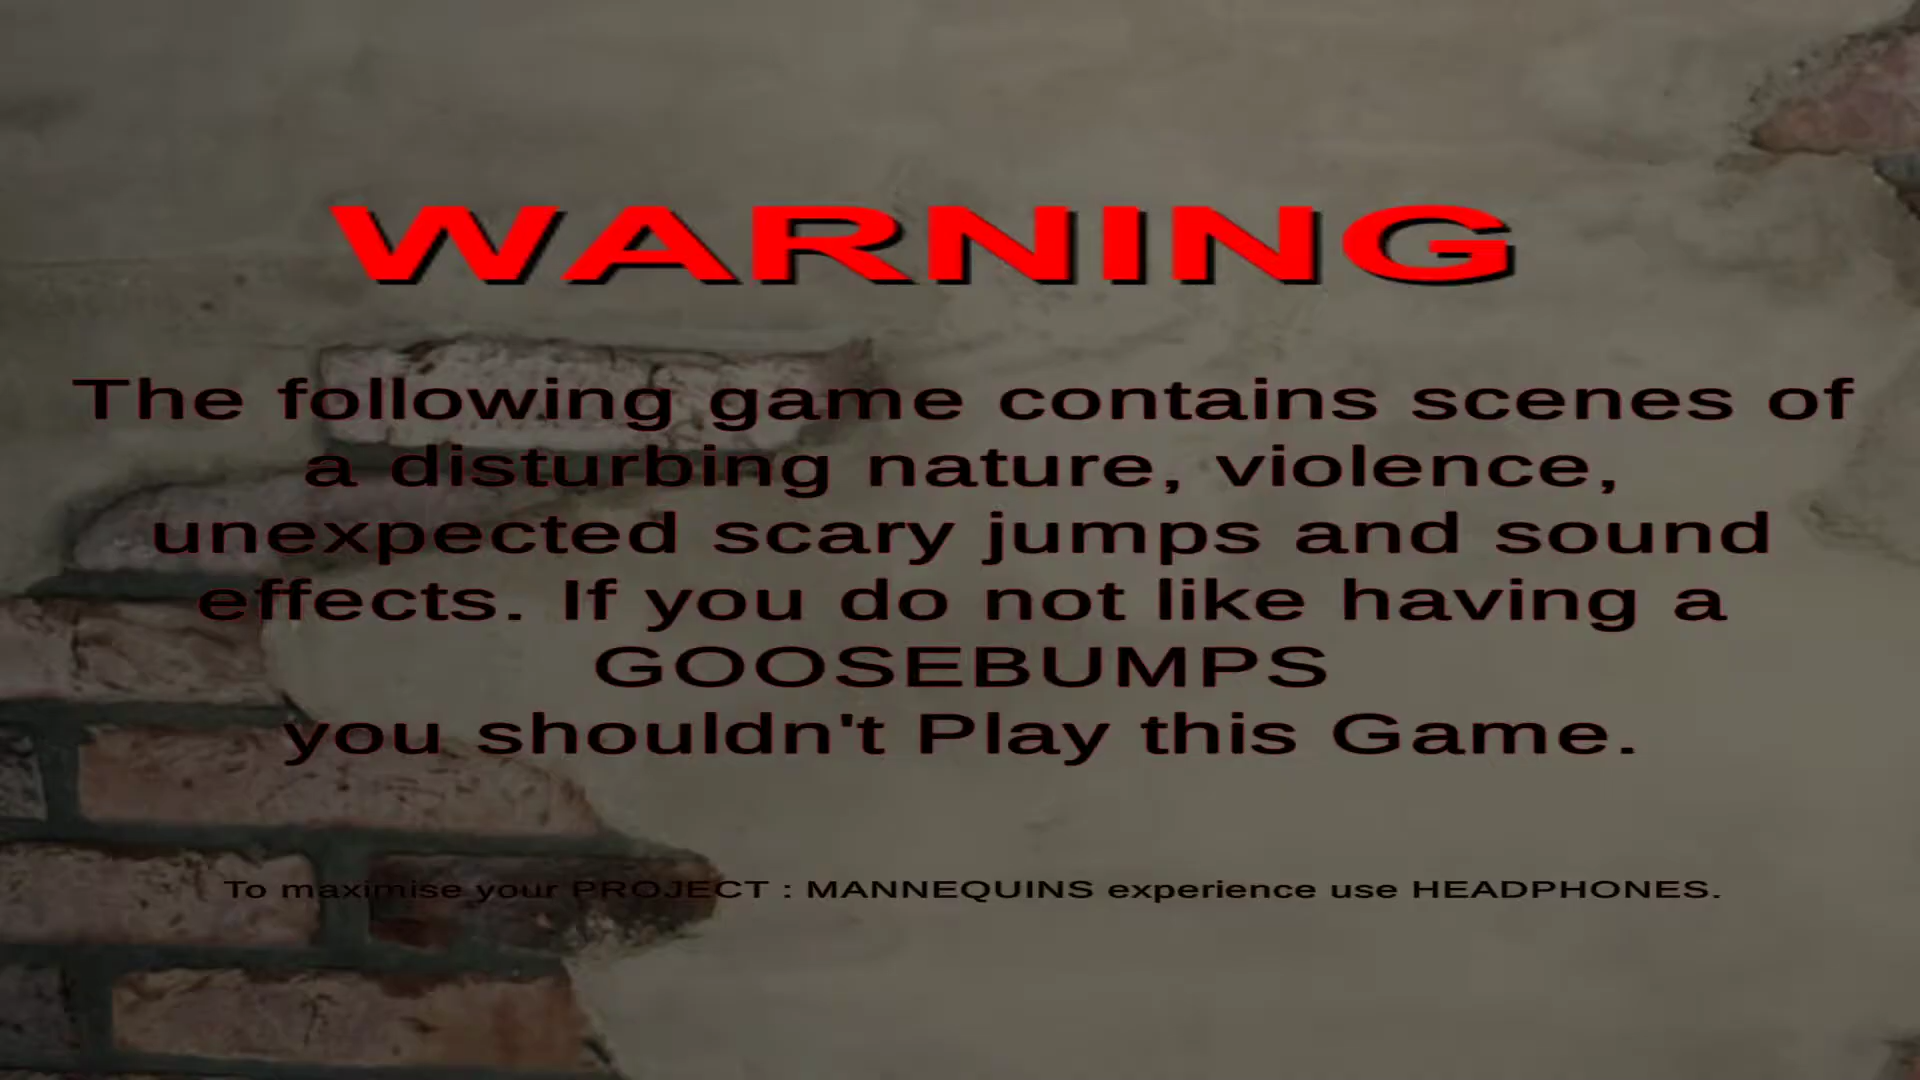 WARNING
The following game contains scenes of
a disturbing nature, violence,
unexpected scary jumps and sound
effects. If you do not like having a
GOOSEBUMPS
you shouldn't Play this Game.
To maximise your PROJECT : MANNEQUINS experience use HEADPHONES.